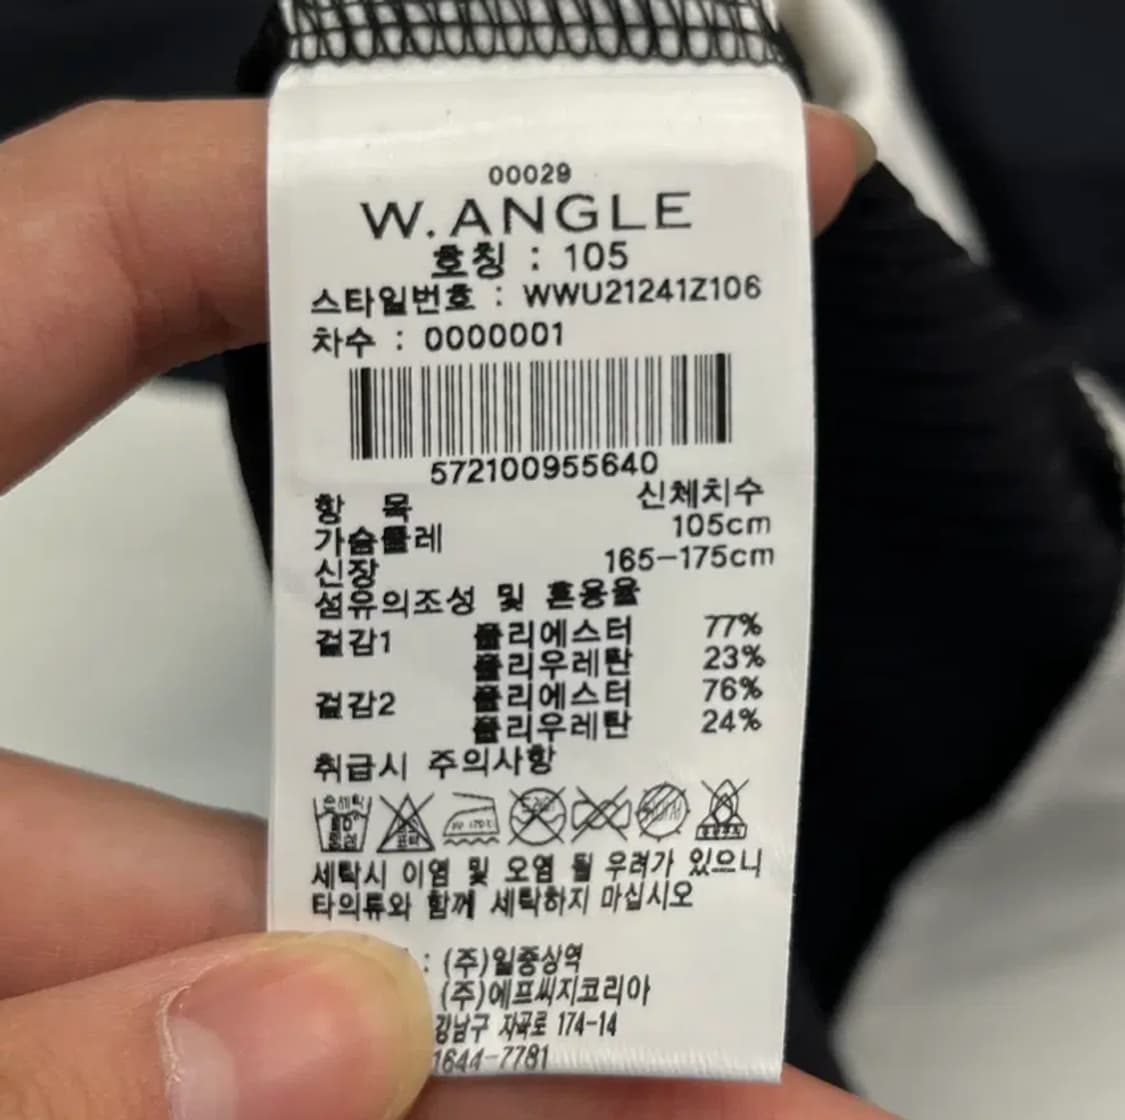 00029
W.ANGLE
호칭 : 105
스타일번호 : WWU21241Z106
차수 : 0000001
572100955640
항 목 신체치수
가슴둘레 105cm
신장 165-175cm
섬유의조성 및 혼용율
겉감1 폴리에스터 77%
폴리우레탄 23%
겉감2 폴리에스터 76%
폴리우레탄 24%
취급시 주의사항
손세탁
세탁시 이염 및 오염 될 우려가 있으니
타의류와 함께 세탁하지 마십시오
: (주)일중상역
(주)에프씨지코리아
강남구 자곡로 174-14
1644-7781